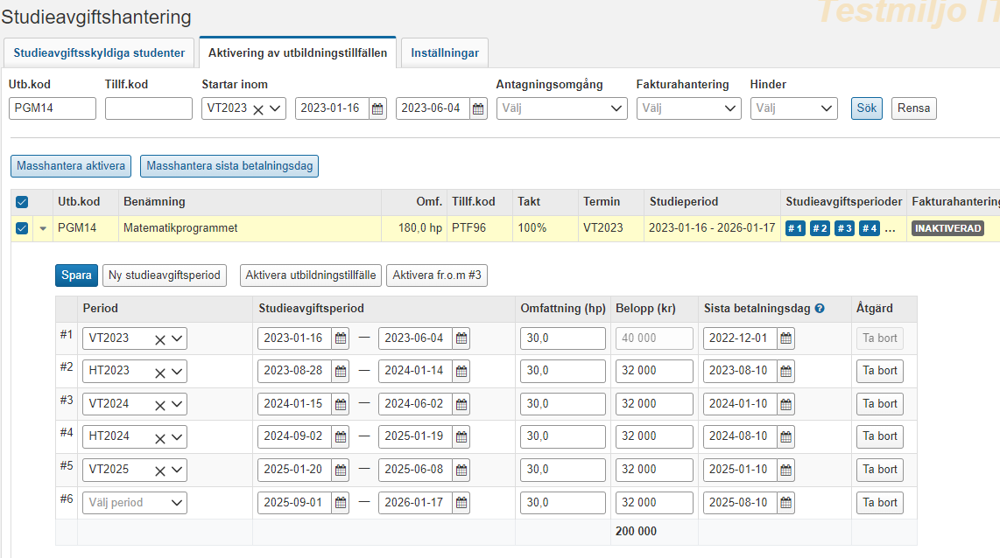 Testmiljö IT
Studieavgiftshantering
Studieavgiftsskyldiga studenter Aktivering av utbildningstillfällen Inställningar
Utb.kod Tillf.kod Startar inom Antagningsomgång Fakturahantering Hinder
PGM14 VT2023 2023-01-16 2023-06-04 Välj Välj Välj Sök Rensa
Masshantera aktivera Masshantera sista betalningsdag
Utb.kod Benämning Omf. Tillf.kod Takt Termin Studieperiod Studieavgiftsperioder Fakturahantering
PGM14 Matematikprogrammet 180,0 hp PTF96 100% VT2023 2023-01-16 - 2026-01-17 #1 #2 #3 #4 ... INAKTIVERAD
Spara Ny studieavgiftsperiod Aktivera utbildningstillfälle Aktivera fr.o.m #3
Period Studieavgiftsperiod Omfattning (hp) Belopp (kr) Sista betalningsdag ? Åtgärd
#1 VT2023 2023-01-16 — 2023-06-04 30,0 40 000 2022-12-01 Ta bort
#2 HT2023 2023-08-28 — 2024-01-14 30,0 32 000 2023-08-10 Ta bort
#3 VT2024 2024-01-15 — 2024-06-02 30,0 32 000 2024-01-10 Ta bort
#4 HT2024 2024-09-02 — 2025-01-19 30,0 32 000 2024-08-10 Ta bort
#5 VT2025 2025-01-20 — 2025-06-08 30,0 32 000 2025-01-10 Ta bort
#6 Välj period 2025-09-01 — 2026-01-17 30,0 32 000 2025-08-10 Ta bort
200 000